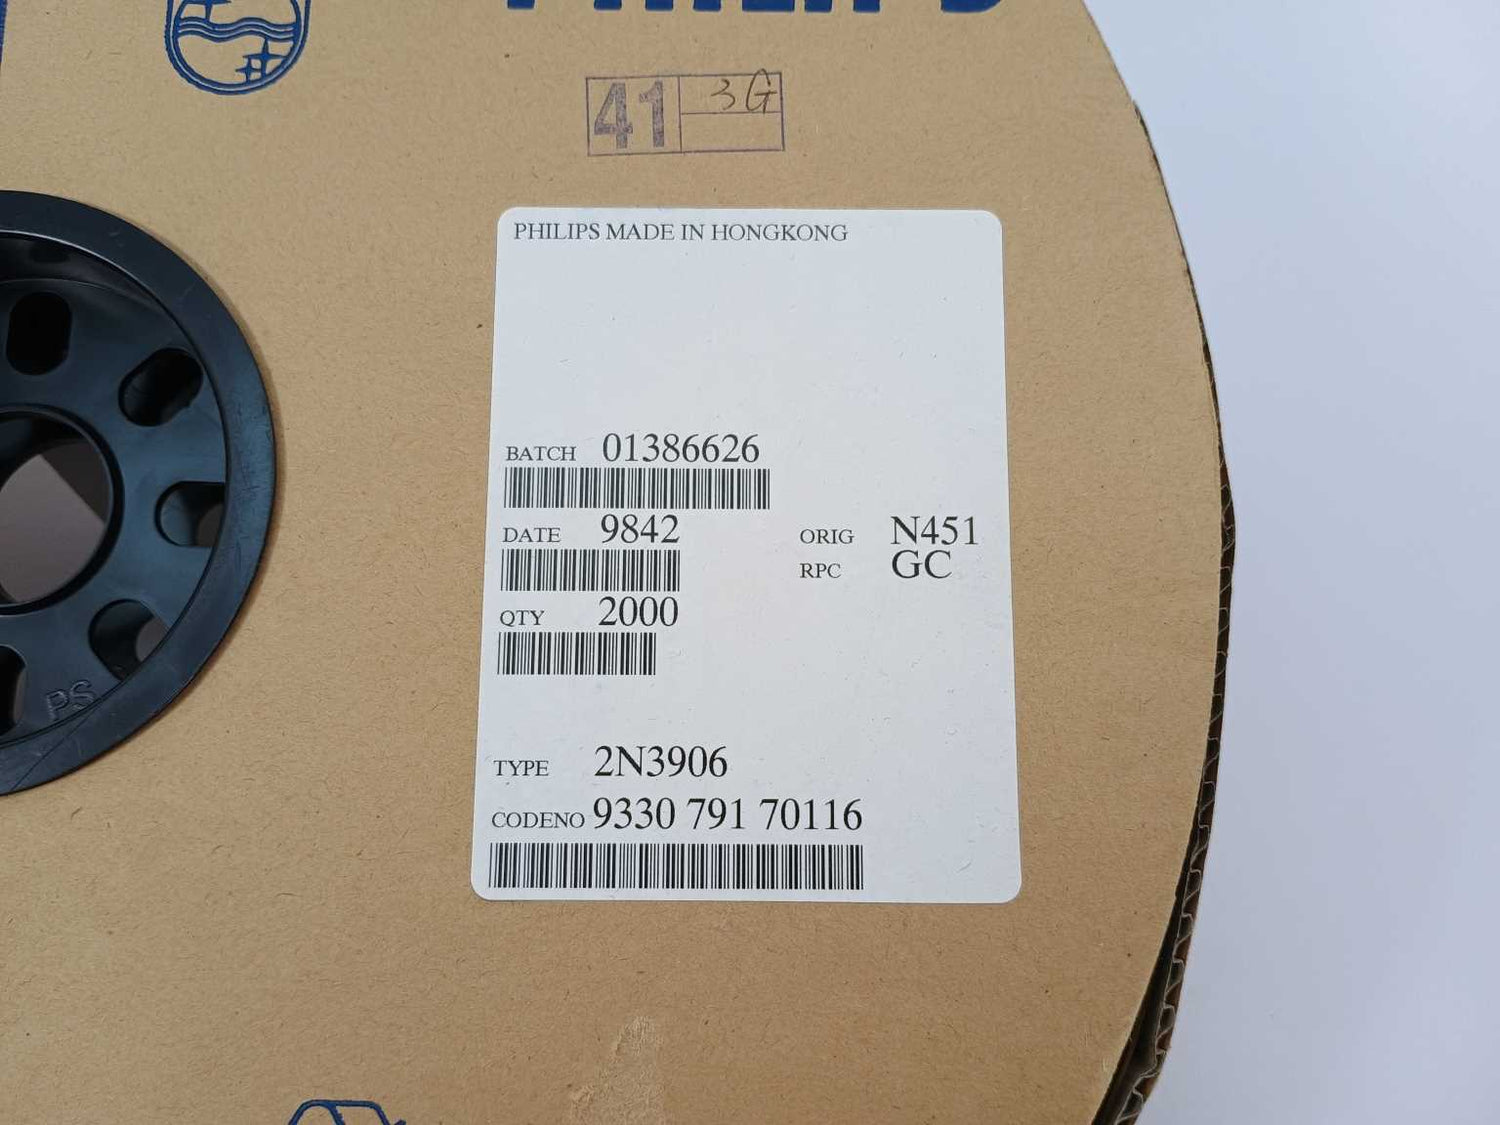 PHILIPS
41 3G
PHILIPS MADE IN HONGKONG
BATCH 01386626
DATE 9842 ORIG N451
RPC GC
QTY 2000
TYPE 2N3906
CODENO 9330 791 70116
PS